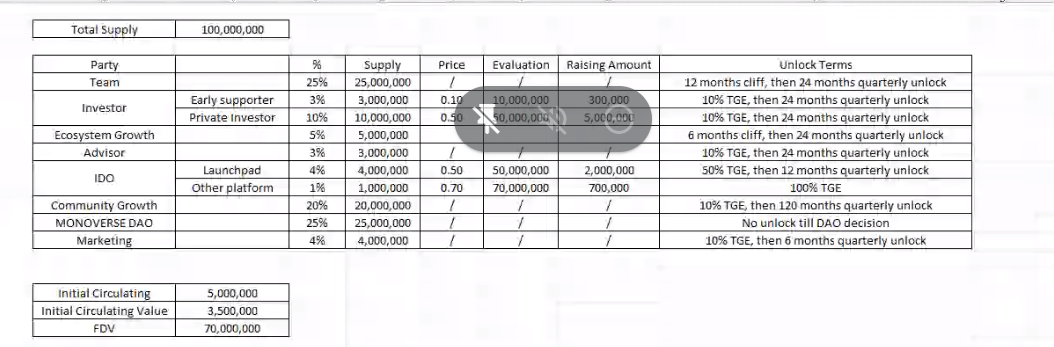 Total Supply 100,000,000
Party % Supply Price Evaluation Raising Amount Unlock Terms
Team 25% 25,000,000 / / / 12 months cliff, then 24 months quarterly unlock
Investor
Early supporter 3% 3,000,000 0.10 10,000,000 300,000 10% TGE, then 24 months quarterly unlock
Private Investor 10% 10,000,000 0.50 50,000,000 5,000,000 10% TGE, then 24 months quarterly unlock
Ecosystem Growth 5% 5,000,000 6 months cliff, then 24 months quarterly unlock
Advisor 3% 3,000,000 / / / 10% TGE, then 24 months quarterly unlock
IDO
Launchpad 4% 4,000,000 0.50 50,000,000 2,000,000 50% TGE, then 12 months quarterly unlock
Other platform 1% 1,000,000 0.70 70,000,000 700,000 100% TGE
Community Growth 20% 20,000,000 / / / 10% TGE, then 120 months quarterly unlock
MONOVERSE DAO 25% 25,000,000 / / / No unlock till DAO decision
Marketing 4% 4,000,000 / / / 10% TGE, then 6 months quarterly unlock
Initial Circulating 5,000,000
Initial Circulating Value 3,500,000
FDV 70,000,000